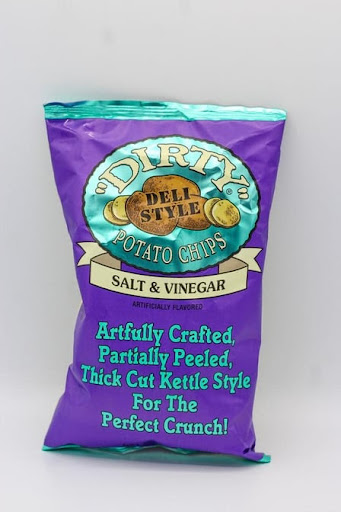 "DIRTY"®
DELI
STYLE
POTATO CHIPS
SALT & VINEGAR
ARTIFICIALLY FLAVORED
Artfully Crafted,
Partially Peeled,
Thick Cut Kettle Style
For The
Perfect Crunch!